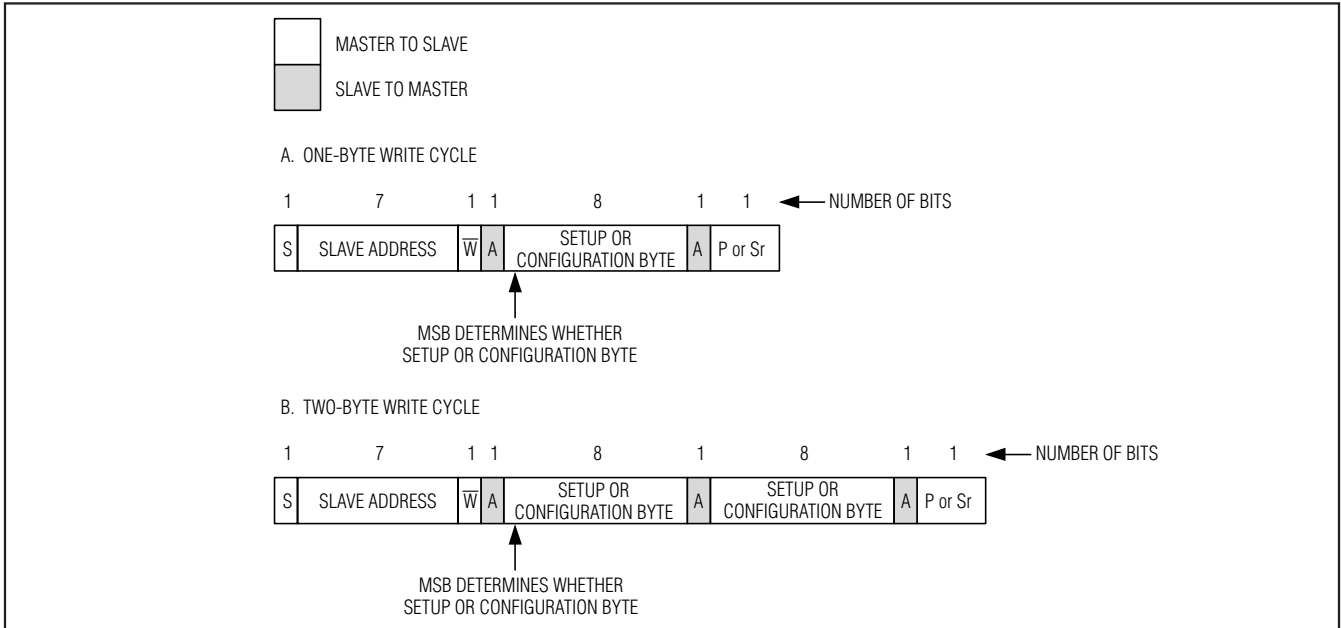 MASTER TO SLAVE
SLAVE TO MASTER
A. ONE-BYTE WRITE CYCLE
1 7 1 1 8 1 1 NUMBER OF BITS
S SLAVE ADDRESS W̅ A SETUP OR CONFIGURATION BYTE A P or Sr
MSB DETERMINES WHETHER
SETUP OR CONFIGURATION BYTE
B. TWO-BYTE WRITE CYCLE
1 7 1 1 8 1 8 1 1 NUMBER OF BITS
S SLAVE ADDRESS W̅ A SETUP OR CONFIGURATION BYTE A SETUP OR CONFIGURATION BYTE A P or Sr
MSB DETERMINES WHETHER
SETUP OR CONFIGURATION BYTE